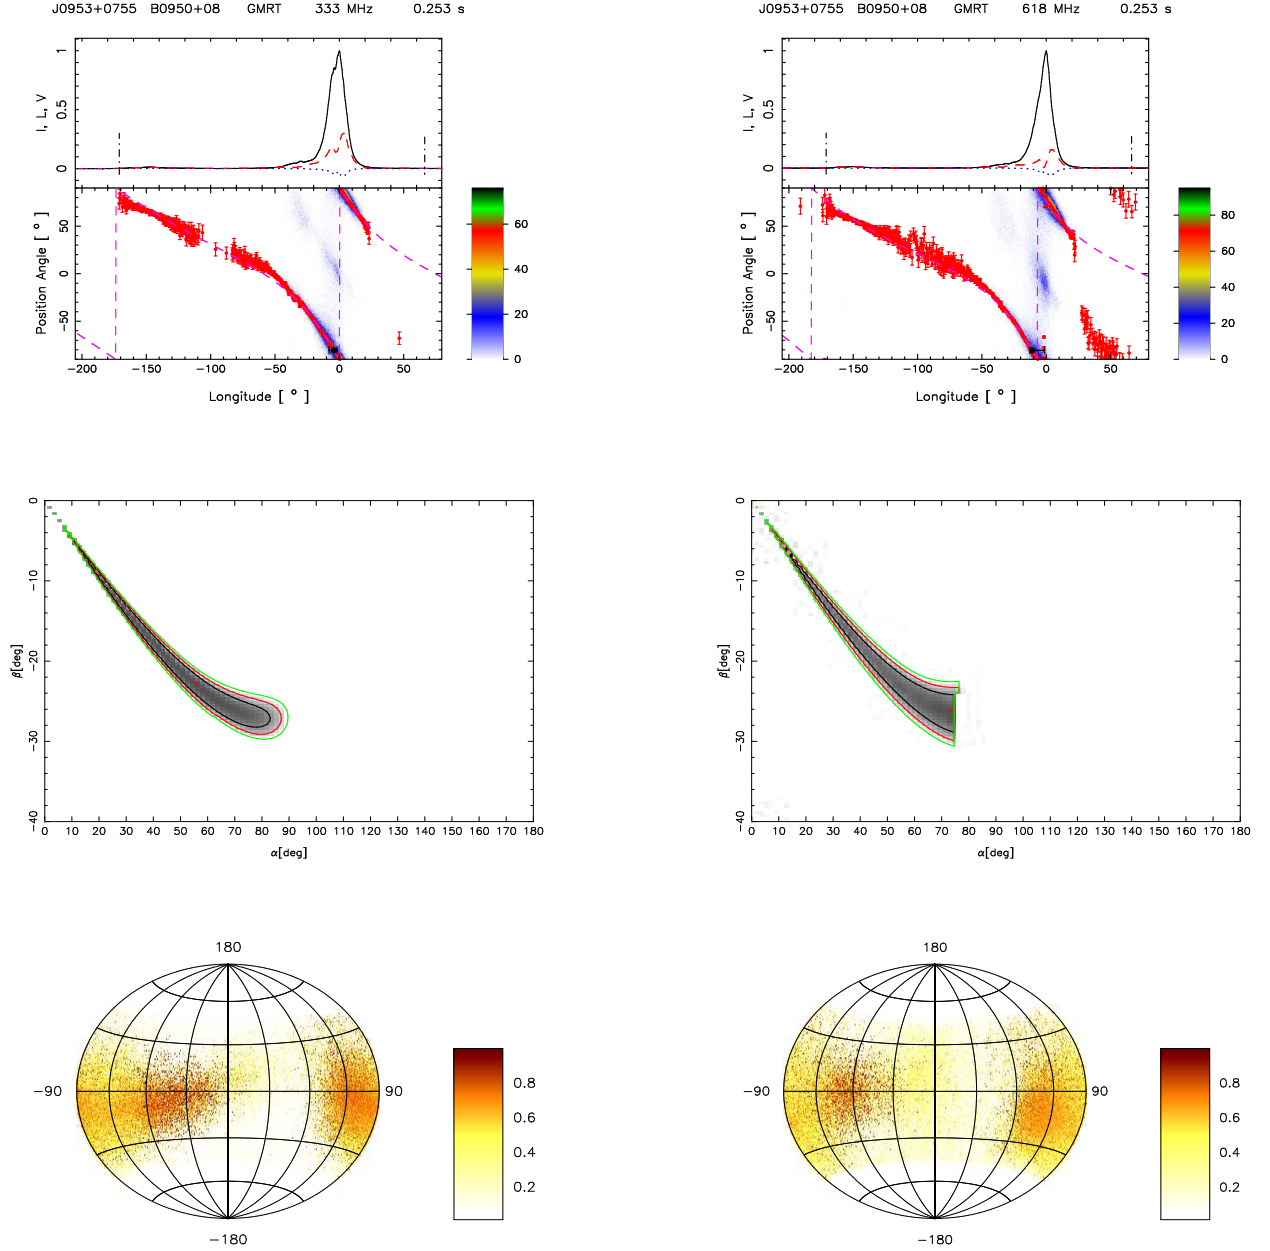 J0953+0755 B0950+08 GMRT 333 MHz 0.253 s
1
0.5
0
I, L, V
50
0
−50
Position Angle [ ° ]
−200 −150 −100 −50 0 50
Longitude [ ° ]
60
40
20
0
J0953+0755 B0950+08 GMRT 618 MHz 0.253 s
1
0.5
0
I, L, V
50
0
−50
Position Angle [ ° ]
−200 −150 −100 −50 0 50
Longitude [ ° ]
80
60
40
20
0
0
−10
−20
−30
−40
β[deg]
0 10 20 30 40 50 60 70 80 90 100 110 120 130 140 150 160 170 180
α[deg]
0
−10
−20
−30
−40
β[deg]
0 10 20 30 40 50 60 70 80 90 100 110 120 130 140 150 160 170 180
α[deg]
180
−90 90
−180
0.8
0.6
0.4
0.2
180
−90 90
−180
0.8
0.6
0.4
0.2